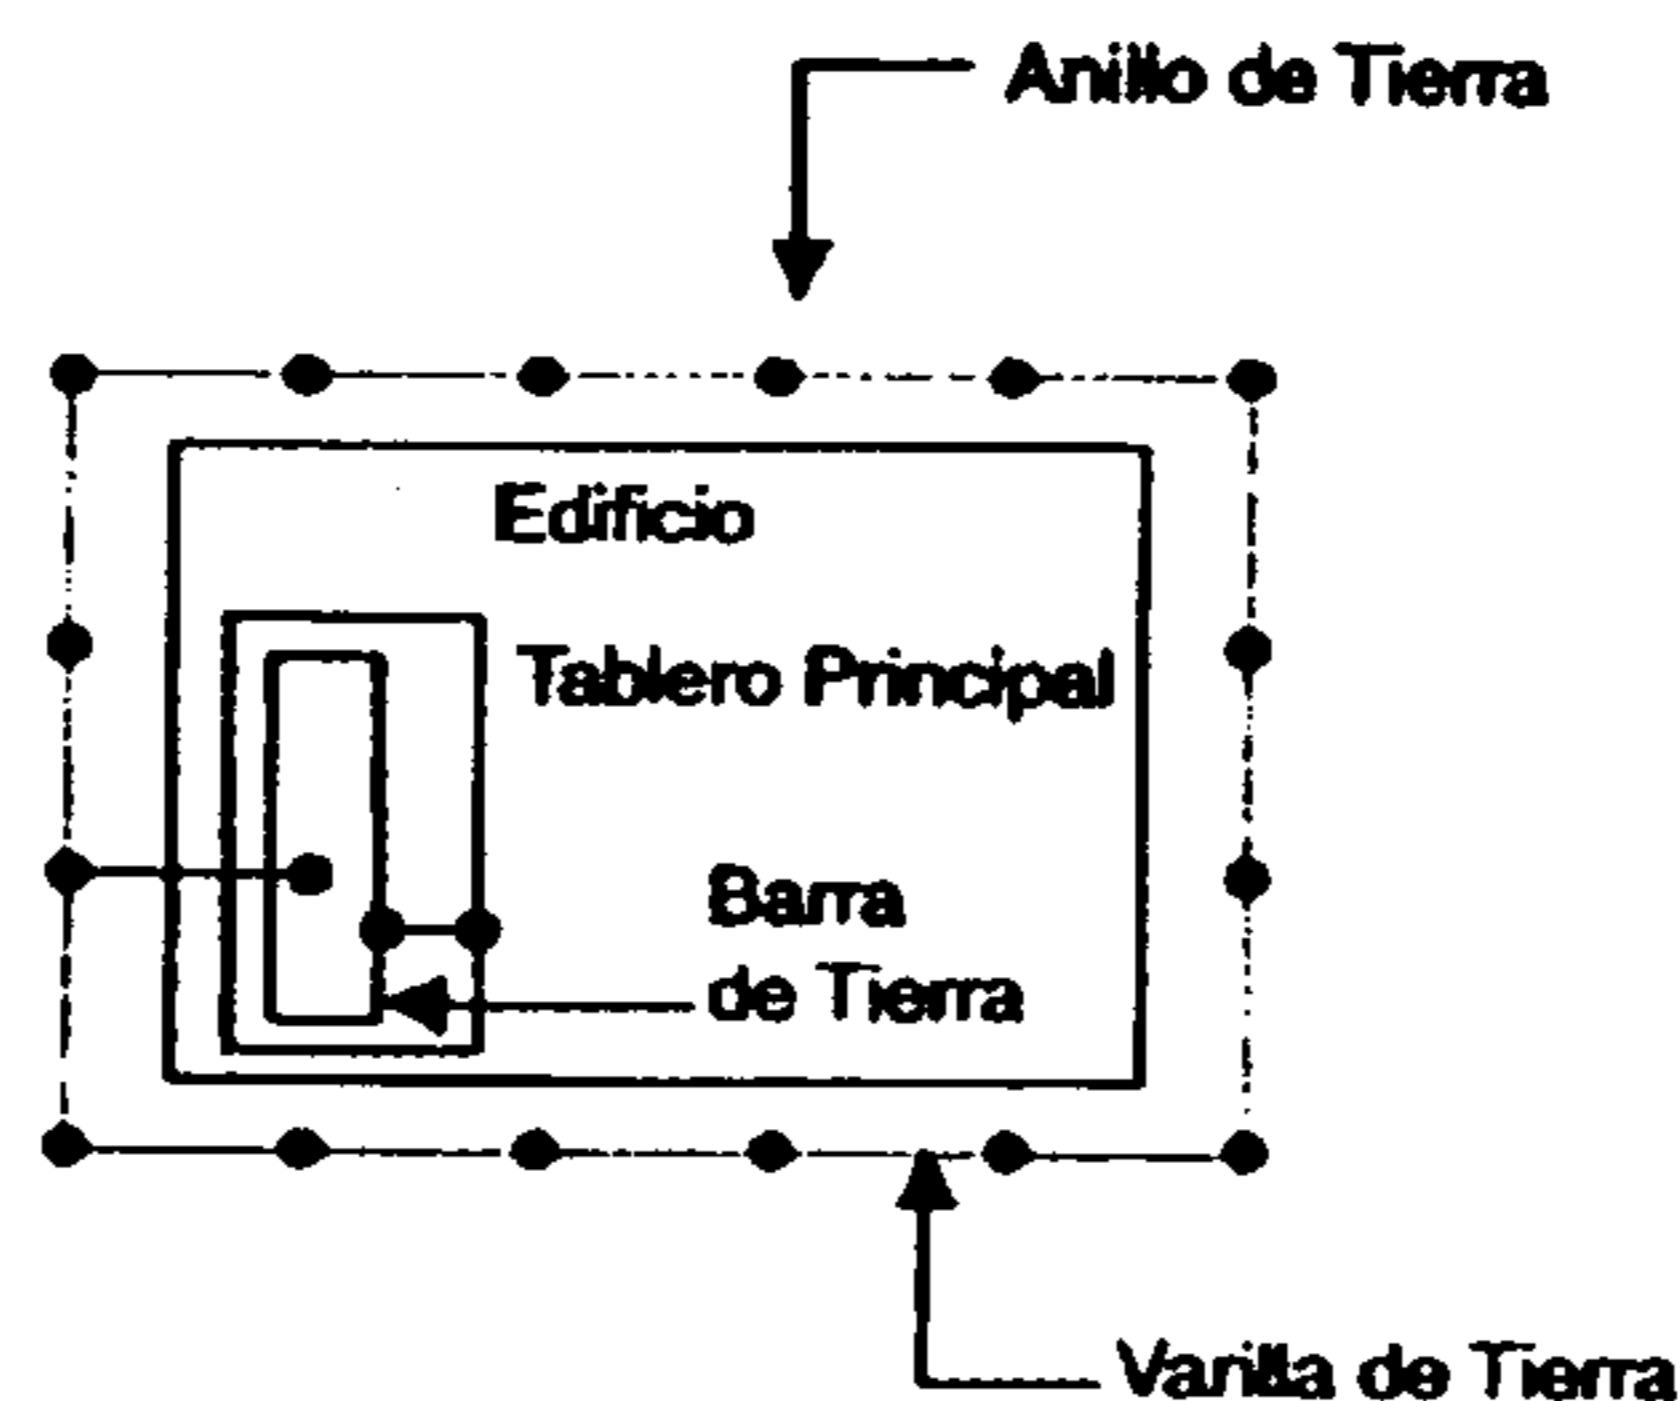 Anillo de Tierra
Edificio
Tablero Principal
Barra
de Tierra
Varilla de Tierra